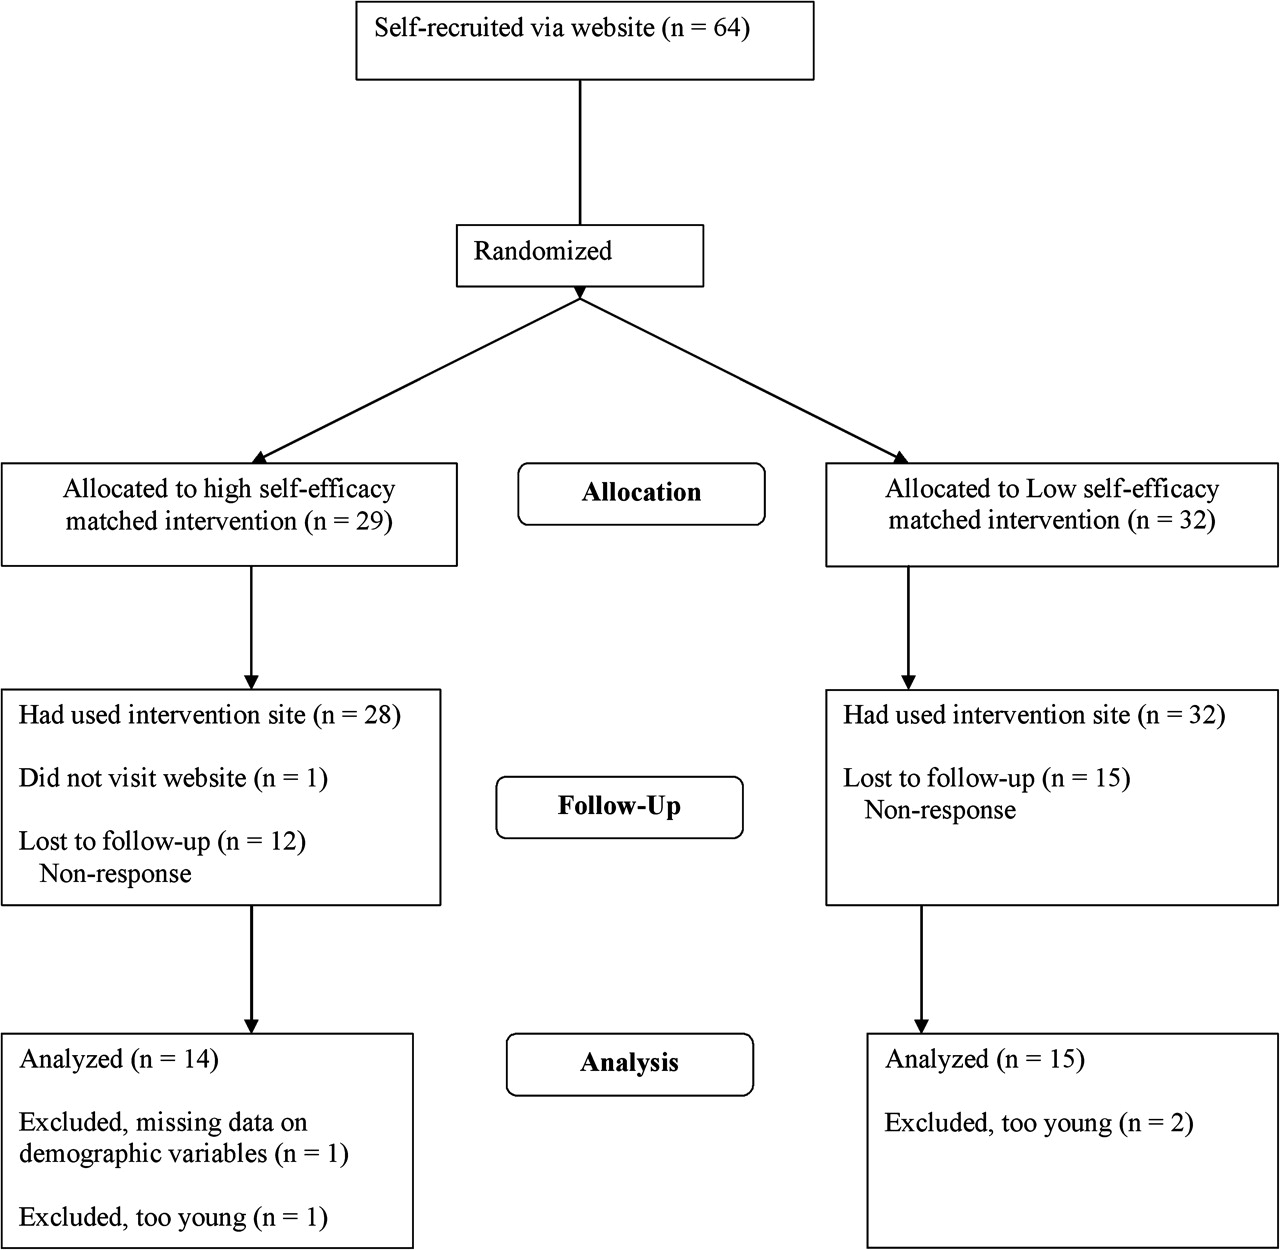 Self-recruited via website (n = 64)
Randomized
Allocated to high self-efficacy
matched intervention (n = 29)
Allocation
Allocated to Low self-efficacy
matched intervention (n = 32)
Had used intervention site (n = 28)
Did not visit website (n = 1)
Lost to follow-up (n = 12)
Non-response
Follow-Up
Had used intervention site (n = 32)
Lost to follow-up (n = 15)
Non-response
Analyzed (n = 14)
Excluded, missing data on
demographic variables (n = 1)
Excluded, too young (n = 1)
Analysis
Analyzed (n = 15)
Excluded, too young (n = 2)